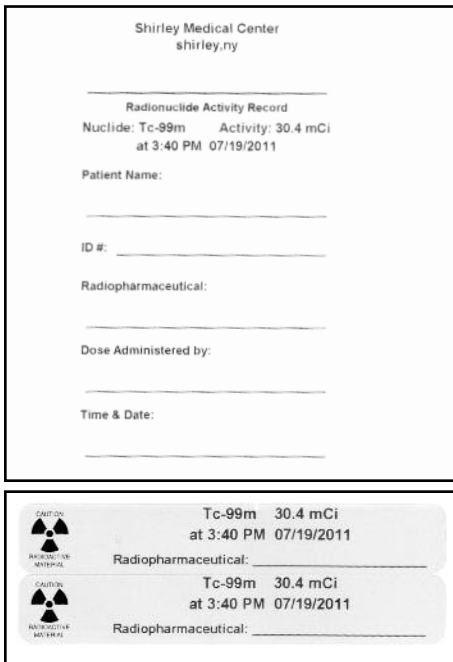 Shirley Medical Center
shirley,ny
Radionuclide Activity Record
Nuclide: Tc-99m Activity: 30.4 mCi
at 3:40 PM 07/19/2011
Patient Name:
ID #:
Radiopharmaceutical:
Dose Administered by:
Time & Date:
CAUTION
RADIOACTIVE
MATERIAL
Tc-99m 30.4 mCi
at 3:40 PM 07/19/2011
Radiopharmaceutical:
CAUTION
RADIOACTIVE
MATERIAL
Tc-99m 30.4 mCi
at 3:40 PM 07/19/2011
Radiopharmaceutical: